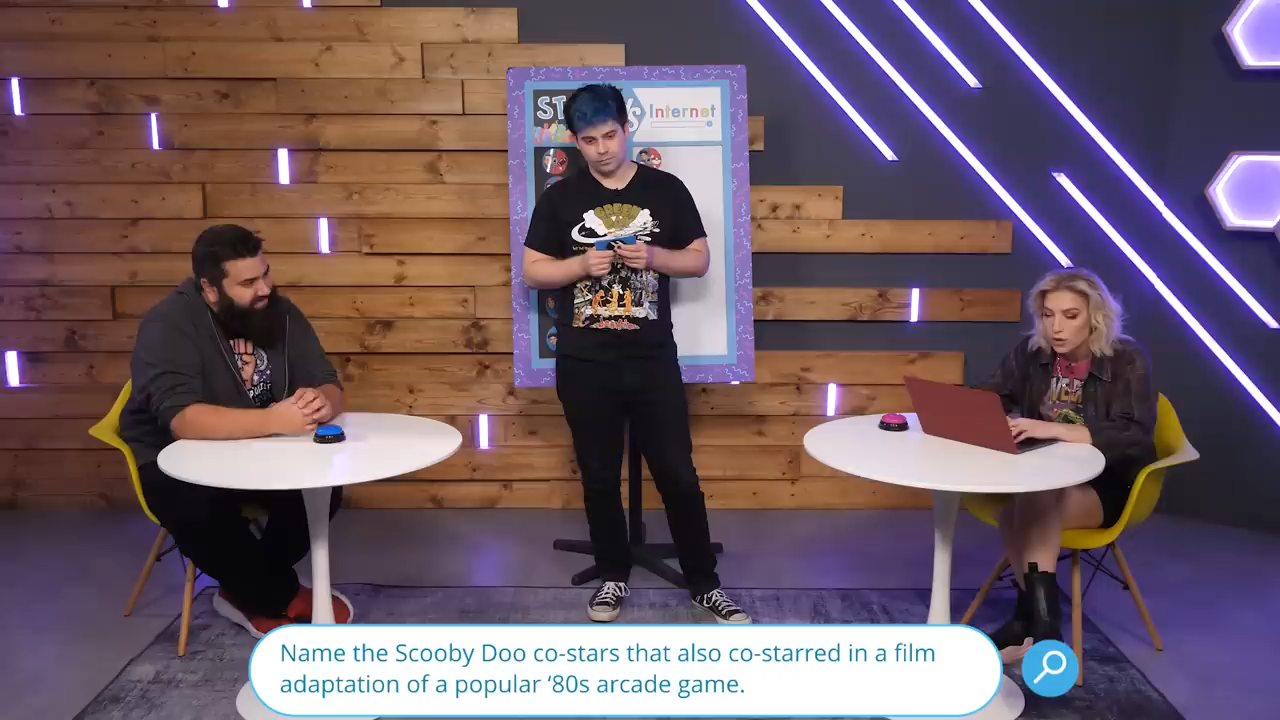 Internet
Name the Scooby Doo co-stars that also co-starred in a film
adaptation of a popular ‘80s arcade game.